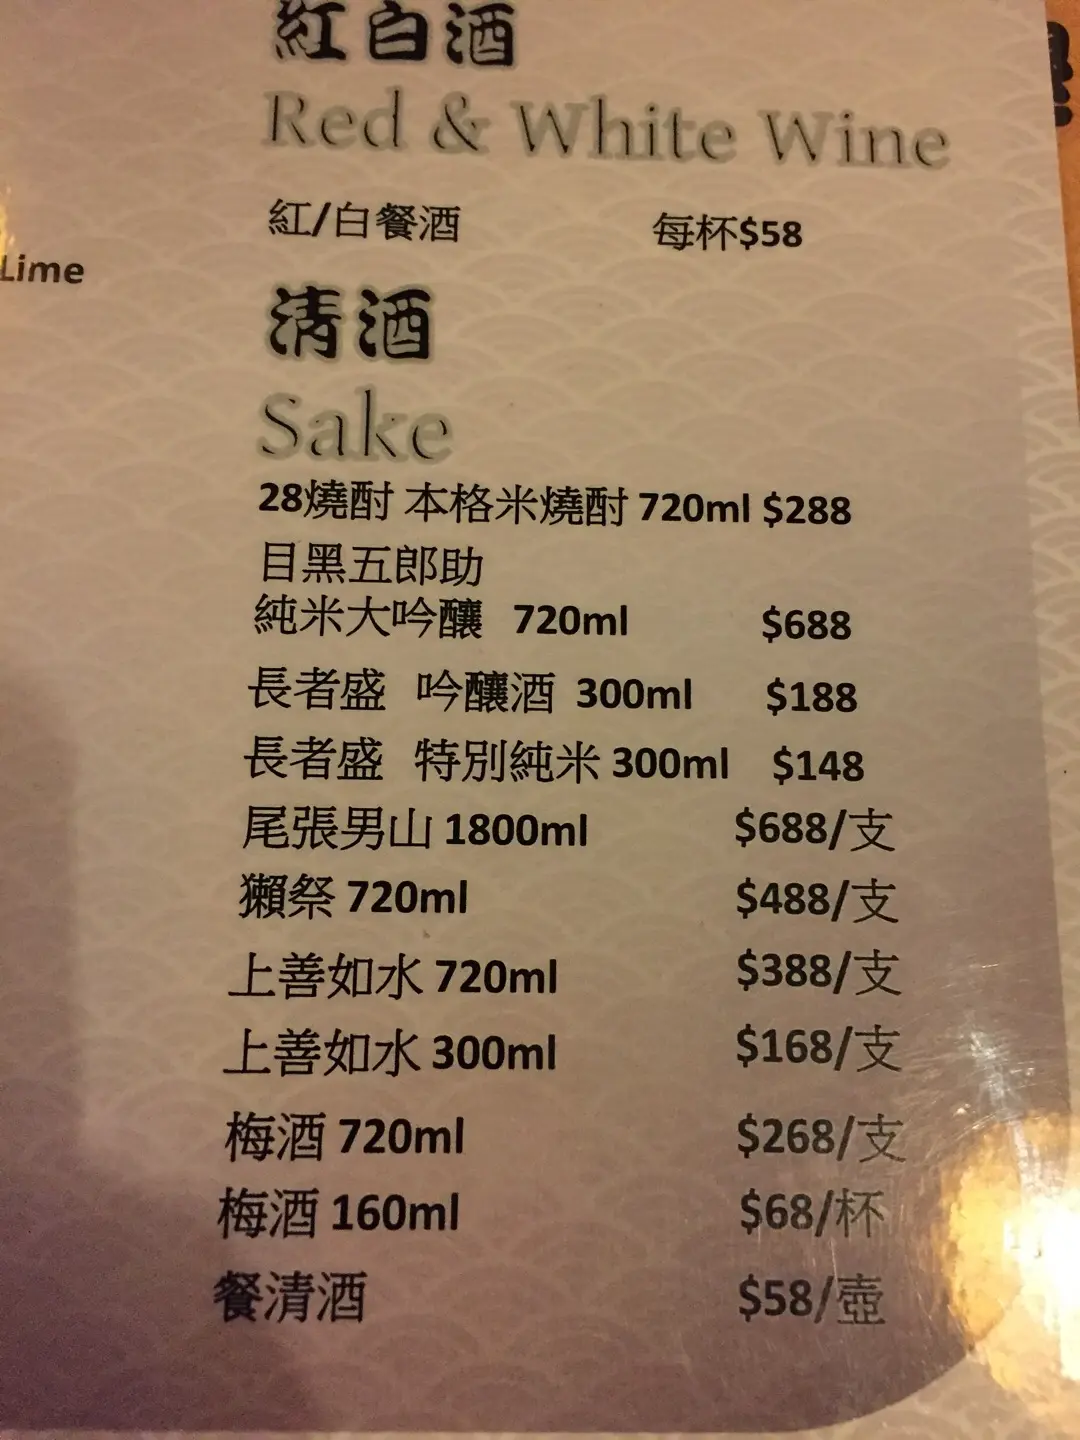 紅白酒
Red & White Wine
紅/白餐酒 每杯$58
Lime
清酒
Sake
28燒酎 本格米燒酎 720ml $288
目黑五郎助
純米大吟釀 720ml $688
長者盛 吟釀酒 300ml $188
長者盛 特別純米 300ml $148
尾張男山 1800ml $688/支
獺祭 720ml $488/支
上善如水 720ml $388/支
上善如水 300ml $168/支
梅酒 720ml $268/支
梅酒 160ml $68/杯
餐清酒 $58/壺